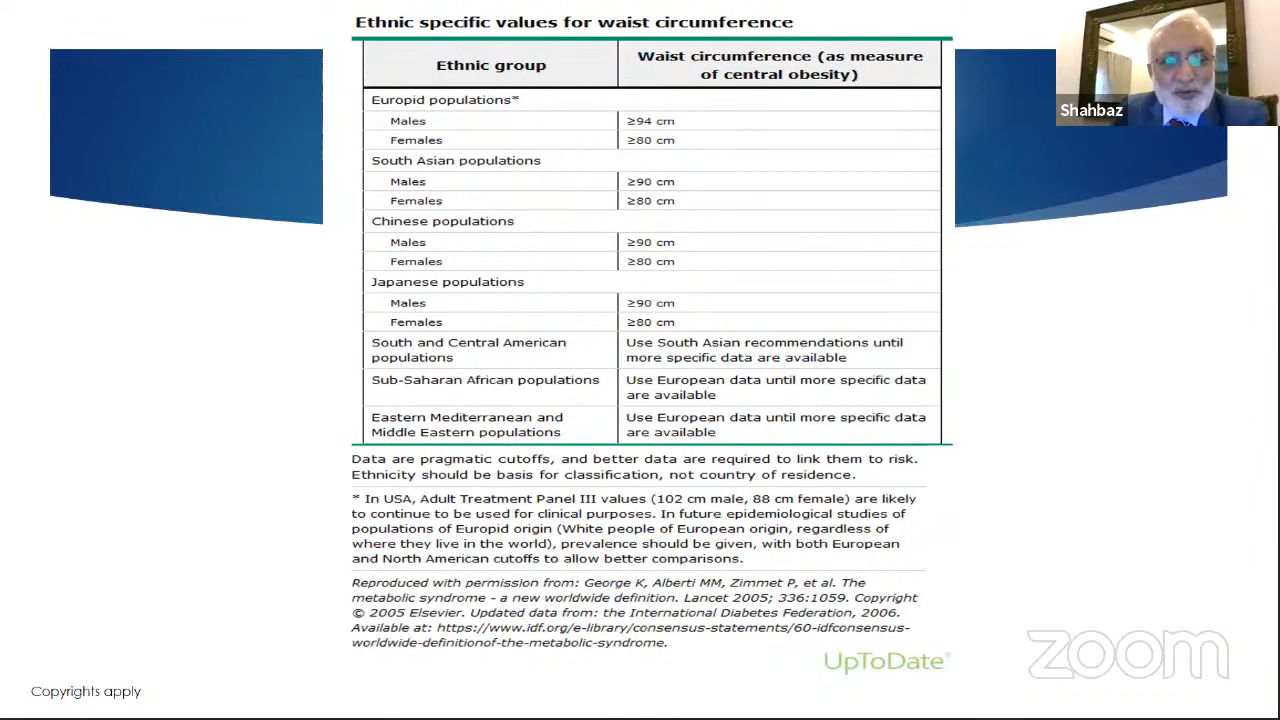 Ethnic specific values for waist circumference
Ethnic group
Waist circumference (as measure
of central obesity)
Europid populations*
Males
≥94 cm
Females
≥80 cm
South Asian populations
Males
≥90 cm
Females
≥80 cm
Chinese populations
Males
≥90 cm
Females
≥80 cm
Japanese populations
Males
≥90 cm
Females
≥80 cm
South and Central American
populations
Use South Asian recommendations until
more specific data are available
Sub-Saharan African populations
Use European data until more specific data
are available
Eastern Mediterranean and
Middle Eastern populations
Use European data until more specific data
are available
Data are pragmatic cutoffs, and better data are required to link them to risk.
Ethnicity should be basis for classification, not country of residence.
* In USA, Adult Treatment Panel III values (102 cm male, 88 cm female) are likely
to continue to be used for clinical purposes. In future epidemiological studies of
populations of Europid origin (White people of European origin, regardless of
where they live in the world), prevalence should be given, with both European
and North American cutoffs to allow better comparisons.
Reproduced with permission from: George K, Alberti MM, Zimmet P, et al. The
metabolic syndrome - a new worldwide definition. Lancet 2005; 336:1059. Copyright
© 2005 Elsevier. Updated data from: the International Diabetes Federation, 2006.
Available at: https://www.idf.org/e-library/consensus-statements/60-idfconsensus-
worldwide-definitionof-the-metabolic-syndrome.
UpToDate®
Copyrights apply
Shahbaz
zoom